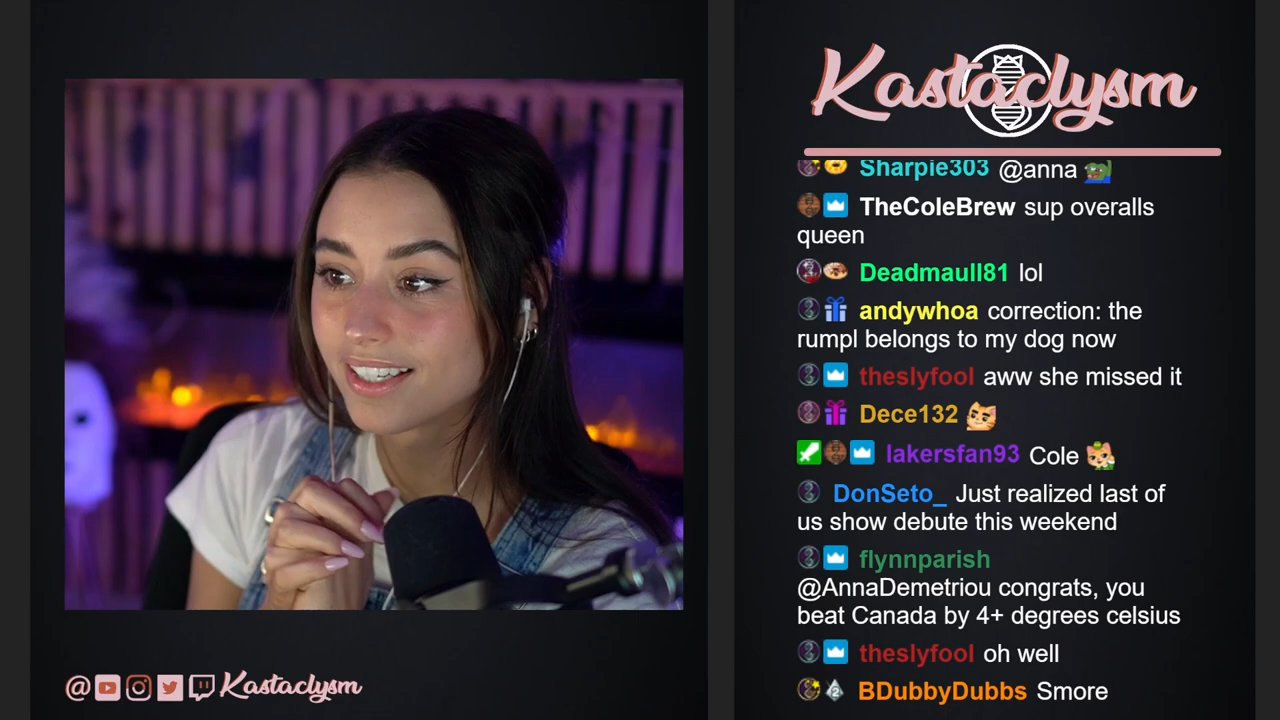 Kastaclysm
Sharpie303 @anna
TheColeBrew sup overalls
queen
Deadmaull81 lol
andywhoa correction: the
rumpl belongs to my dog now
theslyfool aww she missed it
Dece132
lakersfan93 Cole
DonSeto_ Just realized last of
us show debute this weekend
flynnparish
@AnnaDemetriou congrats, you
beat Canada by 4+ degrees celsius
theslyfool oh well
BDubbyDubbs Smore
@ Kastaclysm